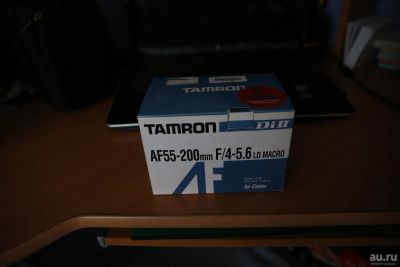 TAMRON
TAMRON Di II
AF55-200mm F/4-5.6 LD MACRO
AF
for Canon
au.ru